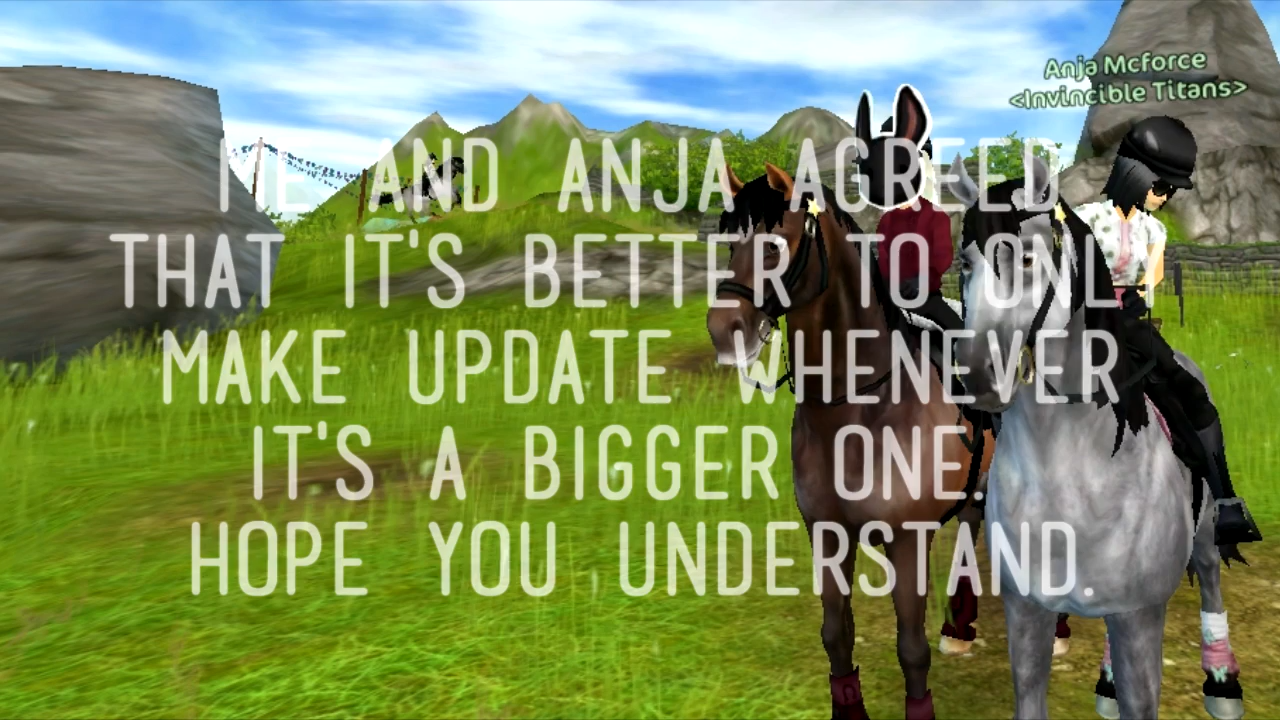 Anja Mcforce
<Invincible Titans>
ME AND ANJA AGREED
THAT IT'S BETTER TO ONLY
MAKE UPDATE WHENEVER
IT'S A BIGGER ONE.
HOPE YOU UNDERSTAND.